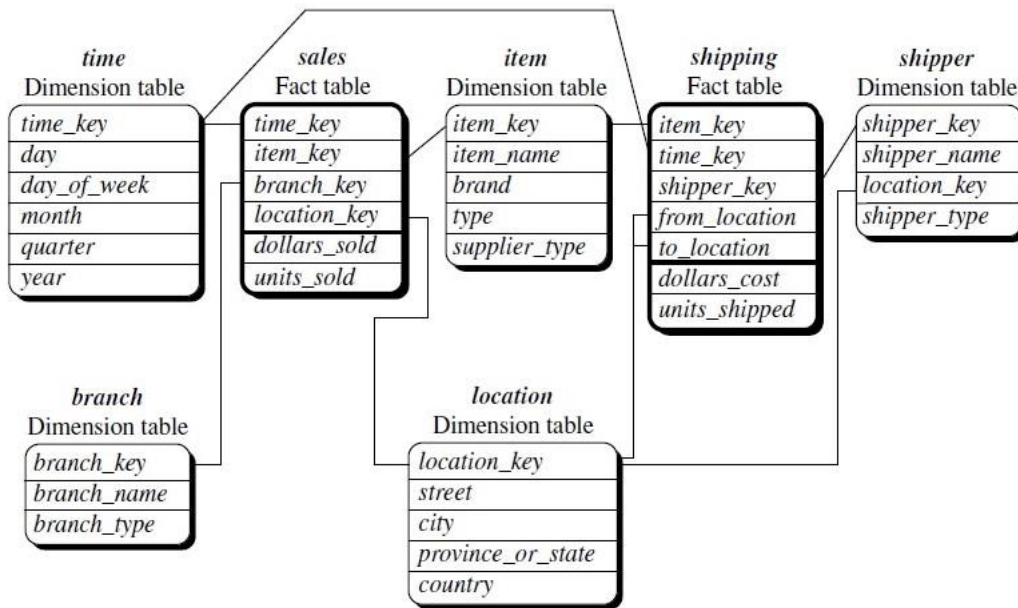 time
Dimension table
time_key
day
day_of_week
month
quarter
year
sales
Fact table
time_key
item_key
branch_key
location_key
dollars_sold
units_sold
item
Dimension table
item_key
item_name
brand
type
supplier_type
shipping
Fact table
item_key
time_key
shipper_key
from_location
to_location
dollars_cost
units_shipped
shipper
Dimension table
shipper_key
shipper_name
location_key
shipper_type
branch
Dimension table
branch_key
branch_name
branch_type
location
Dimension table
location_key
street
city
province_or_state
country